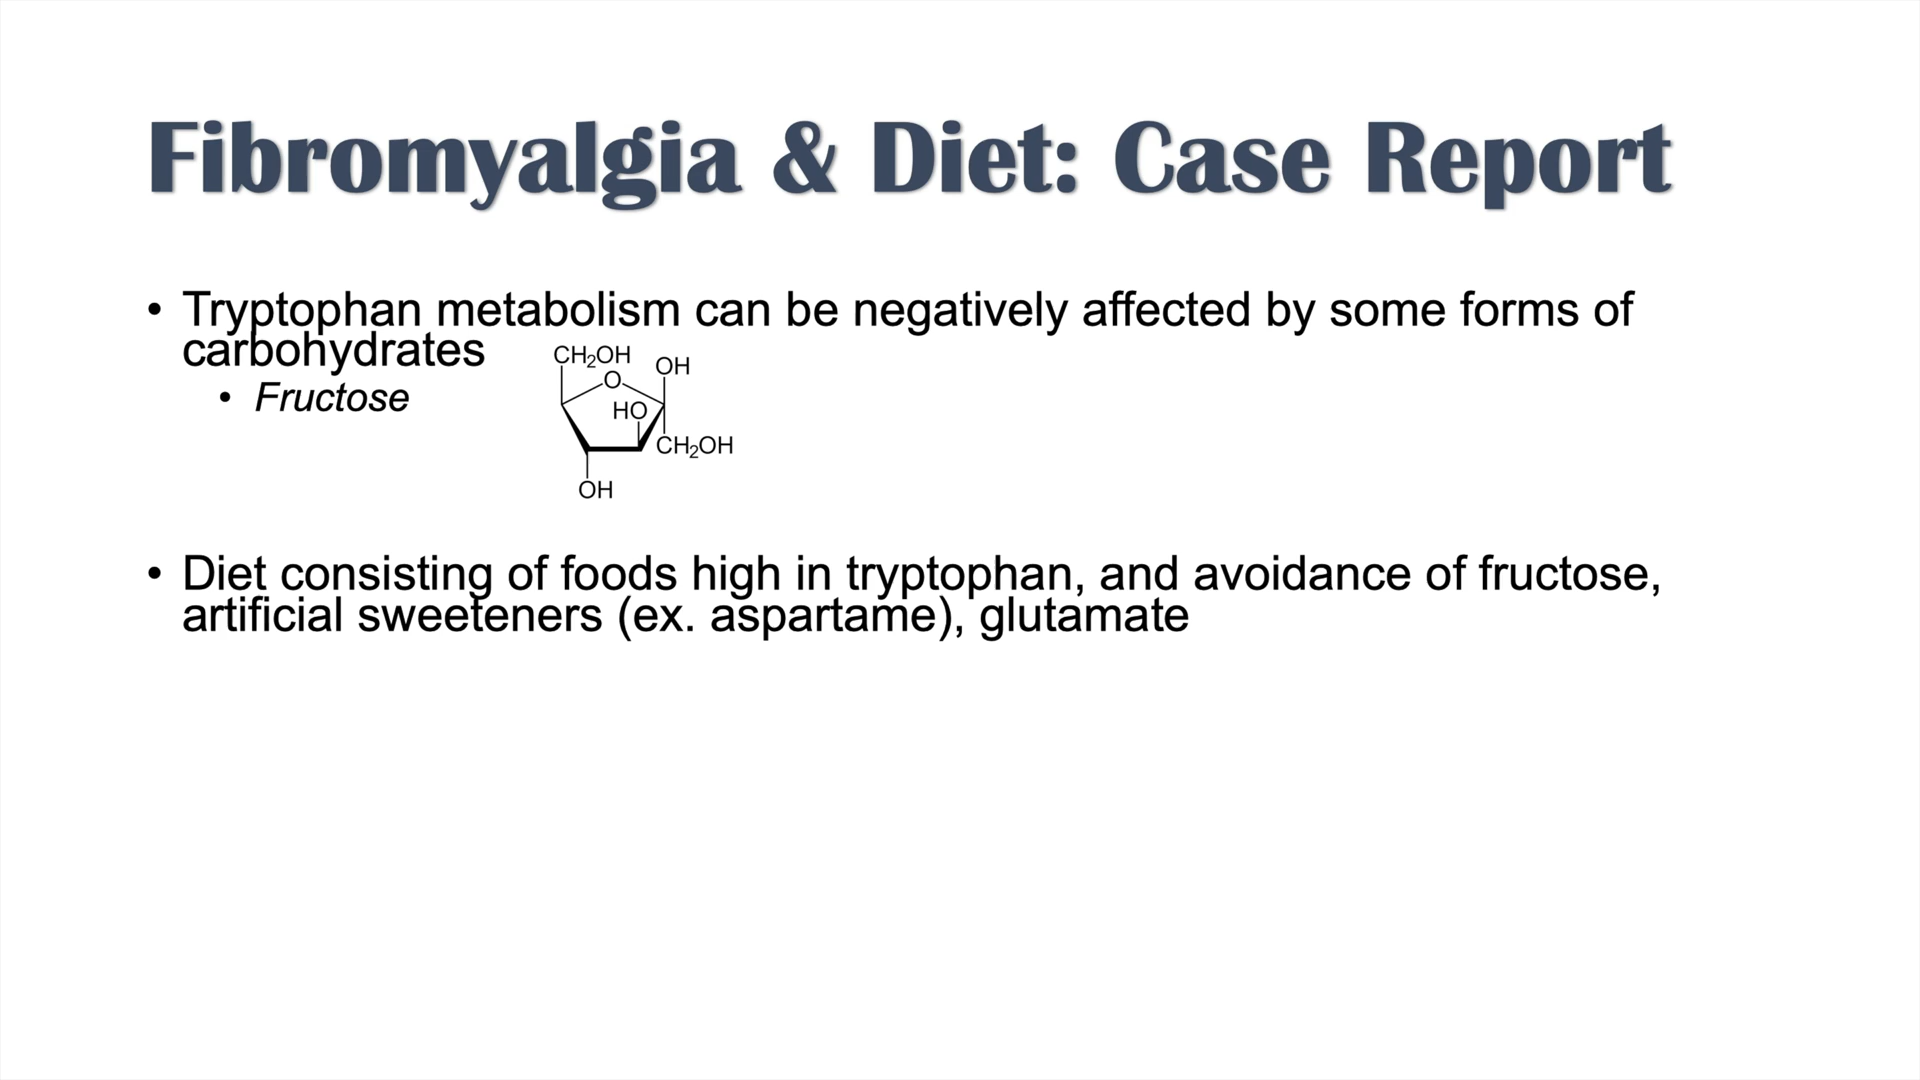 Fibromyalgia & Diet: Case Report
• Tryptophan metabolism can be negatively affected by some forms of
carbohydrates
• Fructose
CH₂OH
OH
O
HO
CH₂OH
OH
• Diet consisting of foods high in tryptophan, and avoidance of fructose,
artificial sweeteners (ex. aspartame), glutamate